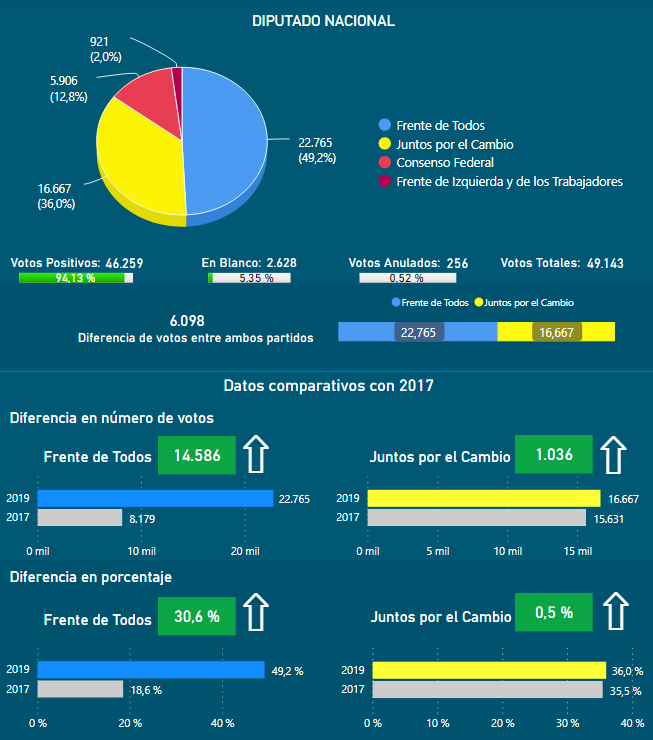 DIPUTADO NACIONAL
921
(2,0%)
5.906
(12,8%)
16.667
(36,0%)
22.765
(49,2%)
Frente de Todos
Juntos por el Cambio
Consenso Federal
Frente de Izquierda y de los Trabajadores
Votos Positivos: 46.259
94,13 %
En Blanco: 2.628
5,35 %
Votos Anulados: 256
0,52 %
Votos Totales: 49.143
6.098
Diferencia de votos entre ambos partidos
Frente de Todos Juntos por el Cambio
22,765 16,667
Datos comparativos con 2017
Diferencia en número de votos
Frente de Todos 14.586
2019 22.765
2017 8.179
0 mil 10 mil 20 mil
Juntos por el Cambio 1.036
2019 16.667
2017 15.631
0 mil 5 mil 10 mil 15 mil
Diferencia en porcentaje
Frente de Todos 30,6 %
2019 49,2 %
2017 18,6 %
0 % 20 % 40 %
Juntos por el Cambio 0,5 %
2019 36,0 %
2017 35,5 %
0 % 10 % 20 % 30 % 40 %